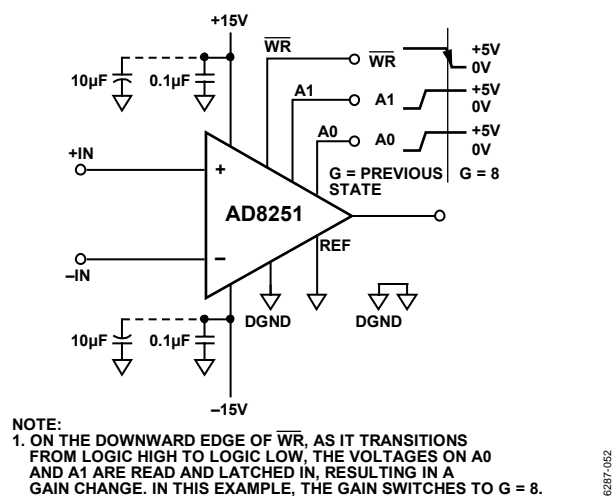 +15V
10µF
0.1µF
WR
WR
+5V
0V
A1
A1
+5V
0V
A0
A0
+5V
0V
+IN
+
G = PREVIOUS
STATE
G = 8
AD8251
–
–IN
REF
DGND
DGND
10µF
0.1µF
–15V
NOTE:
1. ON THE DOWNWARD EDGE OF WR, AS IT TRANSITIONS
FROM LOGIC HIGH TO LOGIC LOW, THE VOLTAGES ON A0
AND A1 ARE READ AND LATCHED IN, RESULTING IN A
GAIN CHANGE. IN THIS EXAMPLE, THE GAIN SWITCHES TO G = 8.
6267-052